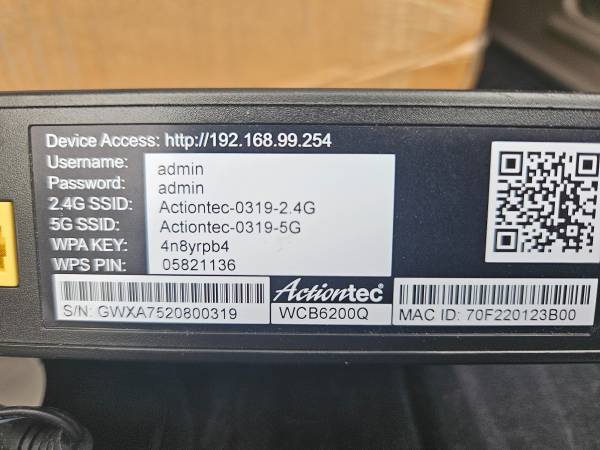 Device Access: http://192.168.99.254
Username: admin
Password: admin
2.4G SSID: Actiontec-0319-2.4G
5G SSID: Actiontec-0319-5G
WPA KEY: 4n8yrpb4
WPS PIN: 05821136
S/N: GWXA7520800319
Actiontec
WCB6200Q
MAC ID: 70F220123B00